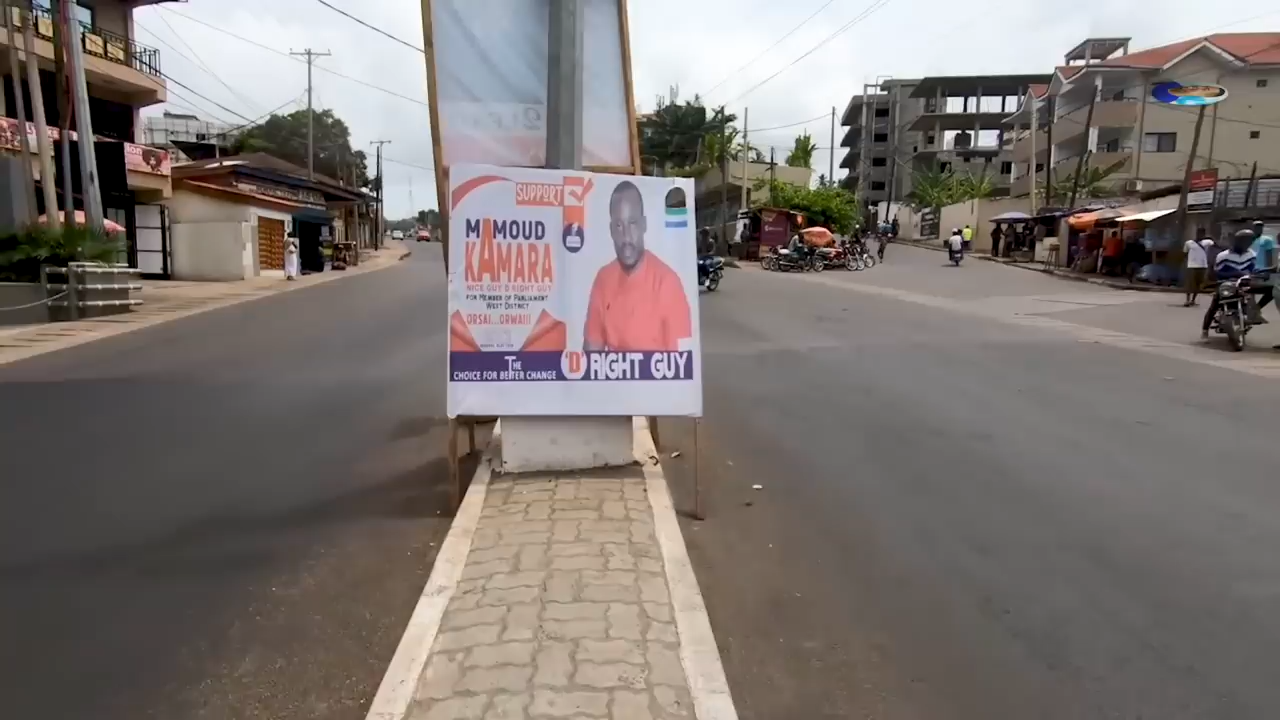 SUPPORT
MAMOUD
KAMARA
NICE GUY D RIGHT GUY
FOR MEMBER OF PARLIAMENT
WEST DISTRICT
ORSAI...ORWAI!!
THE
CHOICE FOR BETTER CHANGE
'D' RIGHT GUY